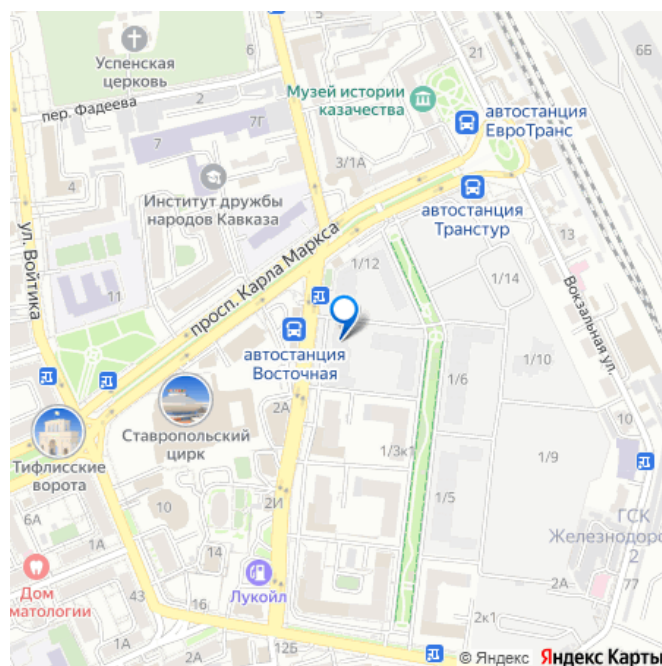 6
21
6Б
Успенская
церковь
пер. Фадеева
2
Музей истории
казачества
автостанция
ЕвроТранс
7
7Г
4
3/1А
Институт дружбы
народов Кавказа
автостанция
Транстур
ул. Войтика
просп. Карла Маркса
13
1/12
1/14
Вокзальная ул.
11
автостанция
Восточная
1/10
1/6
2А
Ставропольский
цирк
10
Тифлисские
ворота
1/3к1
1/9
6А
1А
2И
1/5
10
ГСК
Железнодоро
2
14
Дом
матологии
Лукойл
1А
43
16
2А
77
2к1
12Б
© Яндекс Яндекс Карты